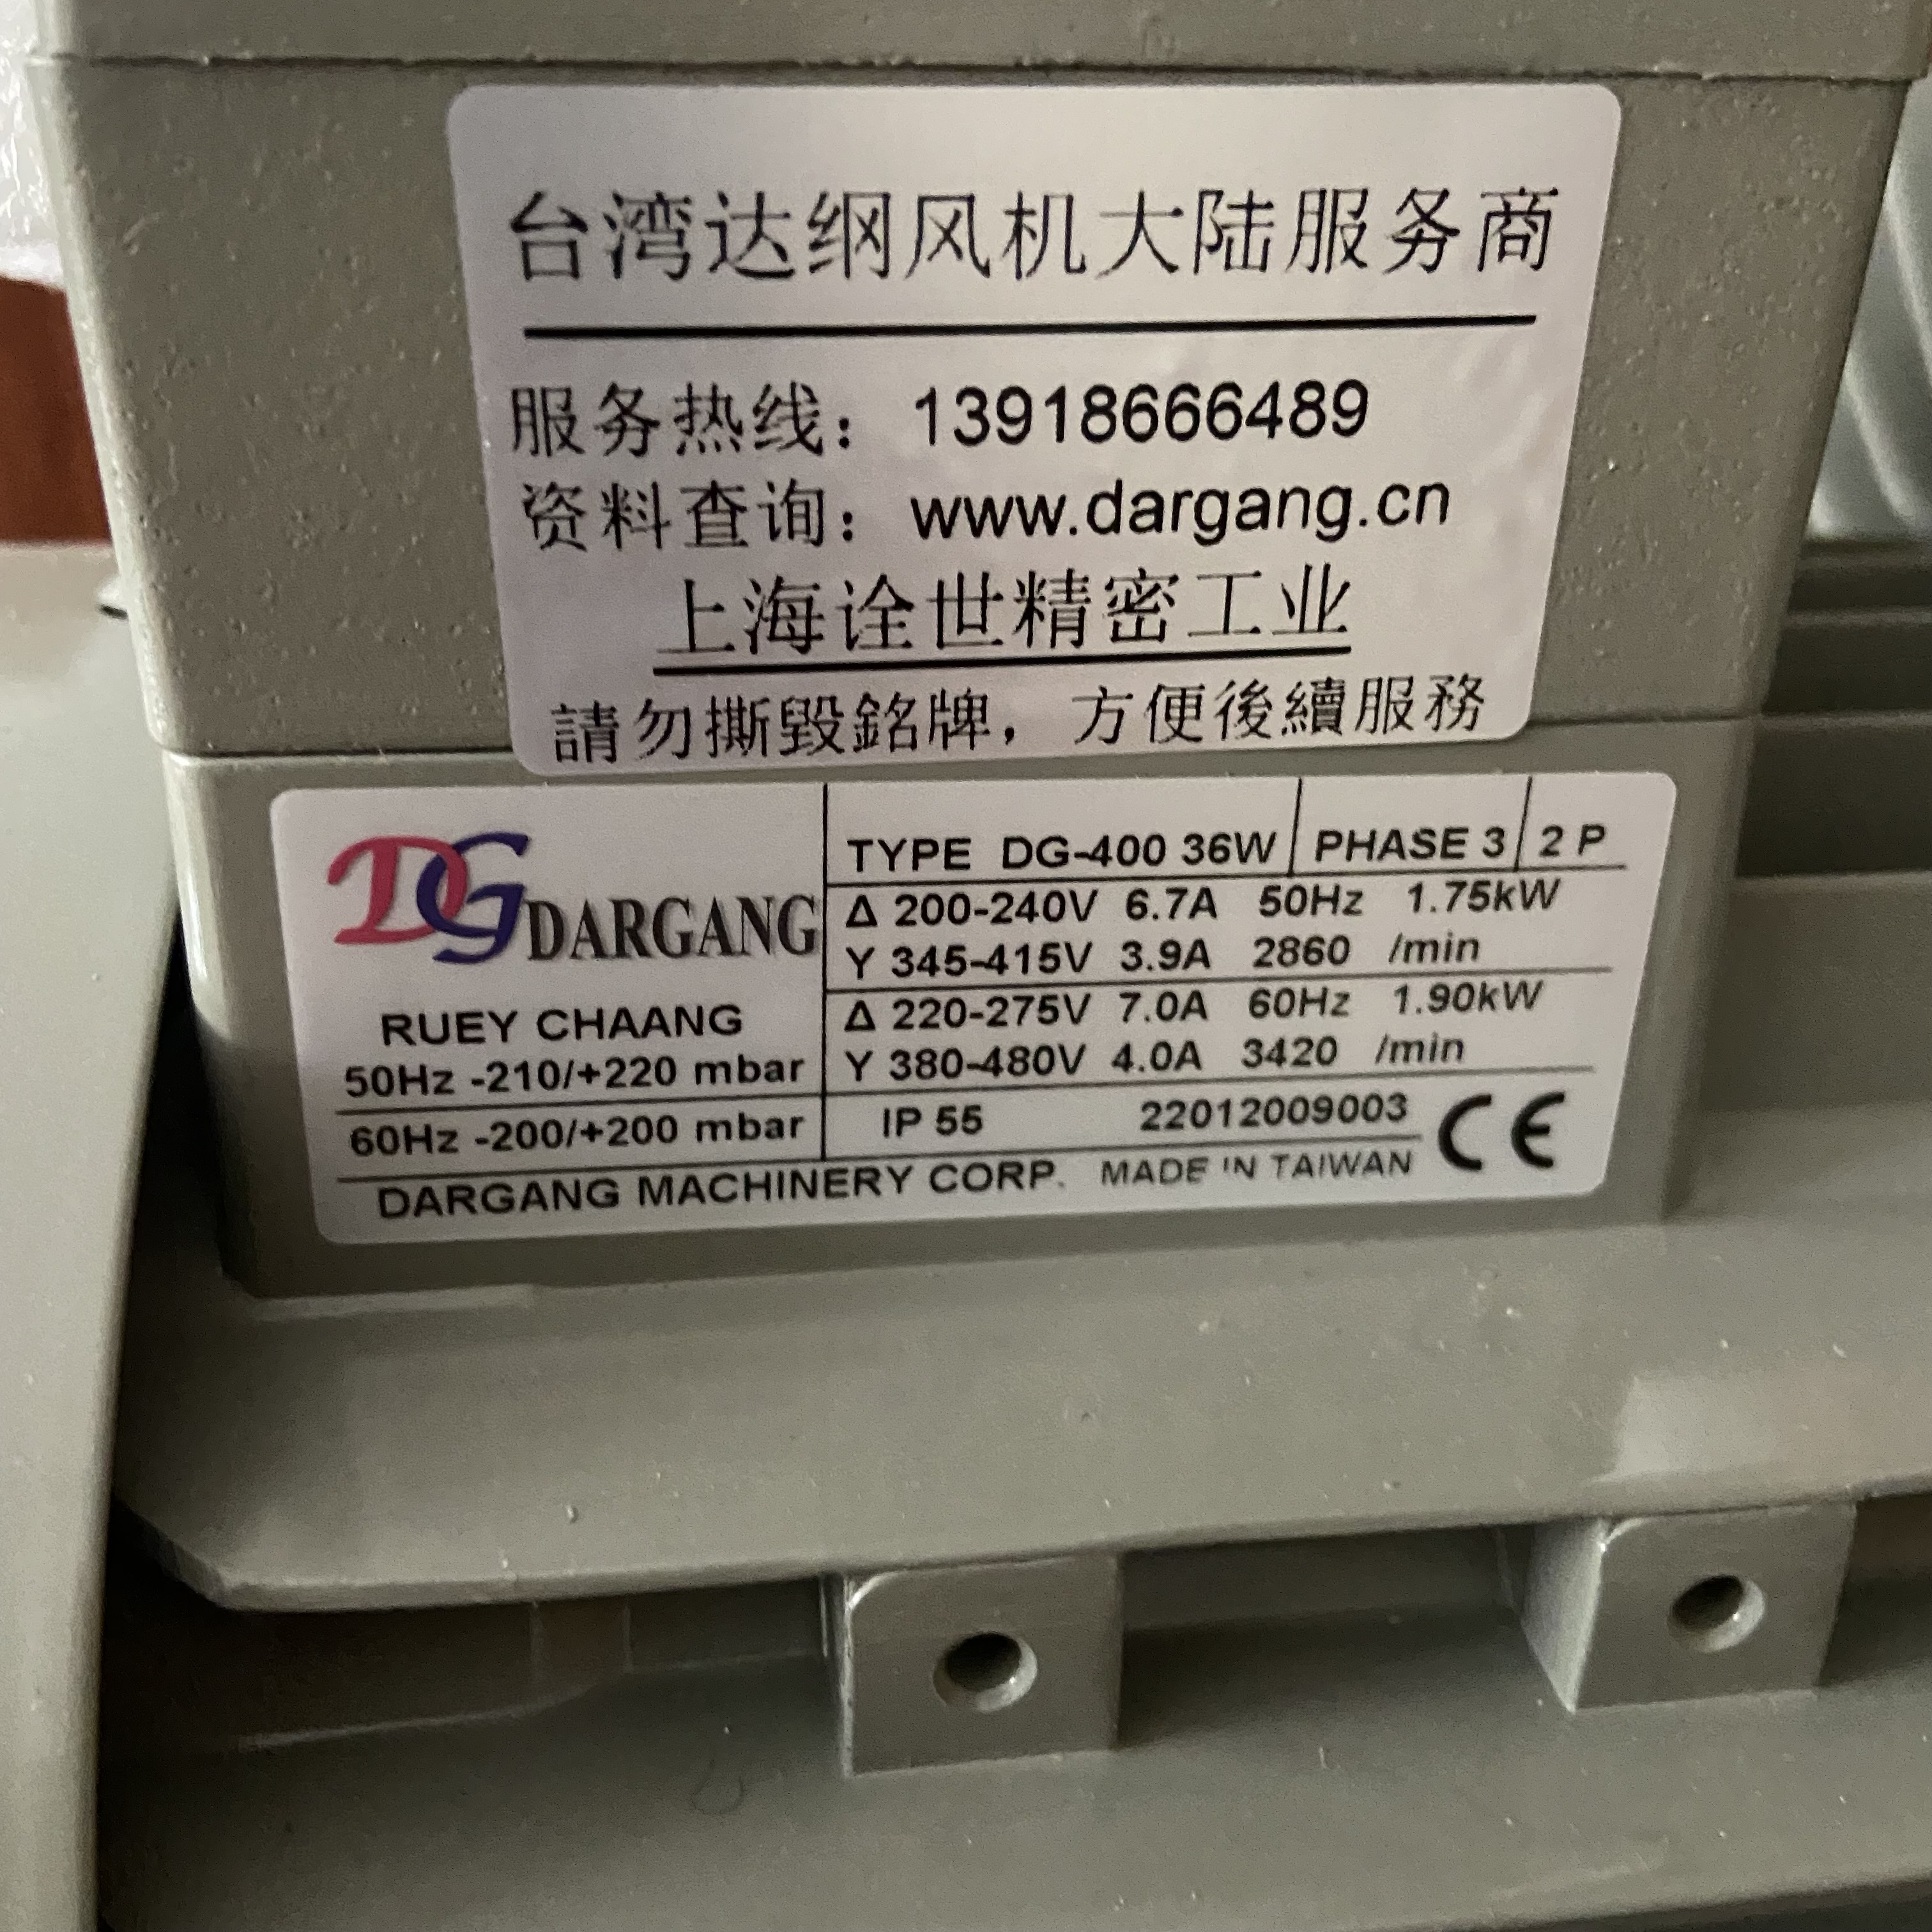 台湾达纲风机大陆服务商
服务热线：13918666489
资料查询：www.dargang.cn
上海诠世精密工业
請勿撕毀銘牌，方便後續服務
DG DARGANG
RUEY CHAANG
50Hz -210/+220 mbar
60Hz -200/+200 mbar
TYPE DG-400 36W PHASE 3 2 P
Δ 200-240V 6.7A 50Hz 1.75kW
Y 345-415V 3.9A 2860 /min
Δ 220-275V 7.0A 60Hz 1.90kW
Y 380-480V 4.0A 3420 /min
IP 55 22012009003 CE
DARGANG MACHINERY CORP. MADE IN TAIWAN